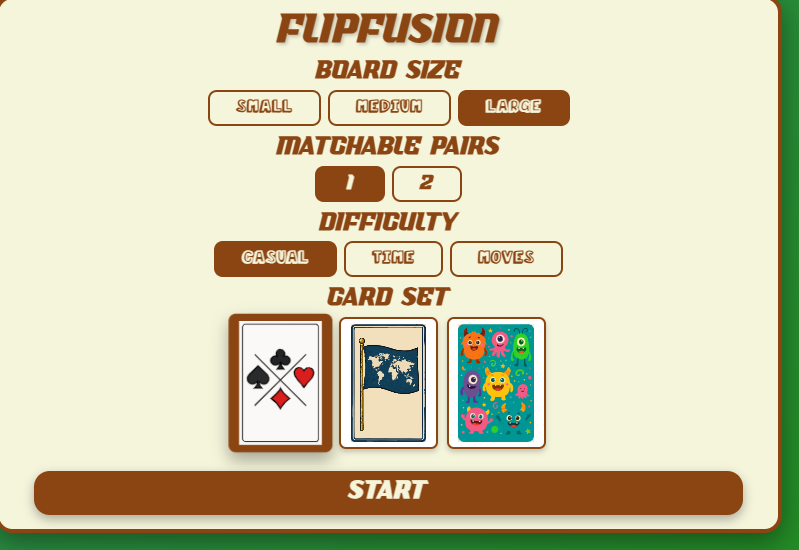 FLIPFUSION
BOARD SIZE
SMALL MEDIUM LARGE
MATCHABLE PAIRS
1 2
DIFFICULTY
CASUAL TIME MOVES
CARD SET
START